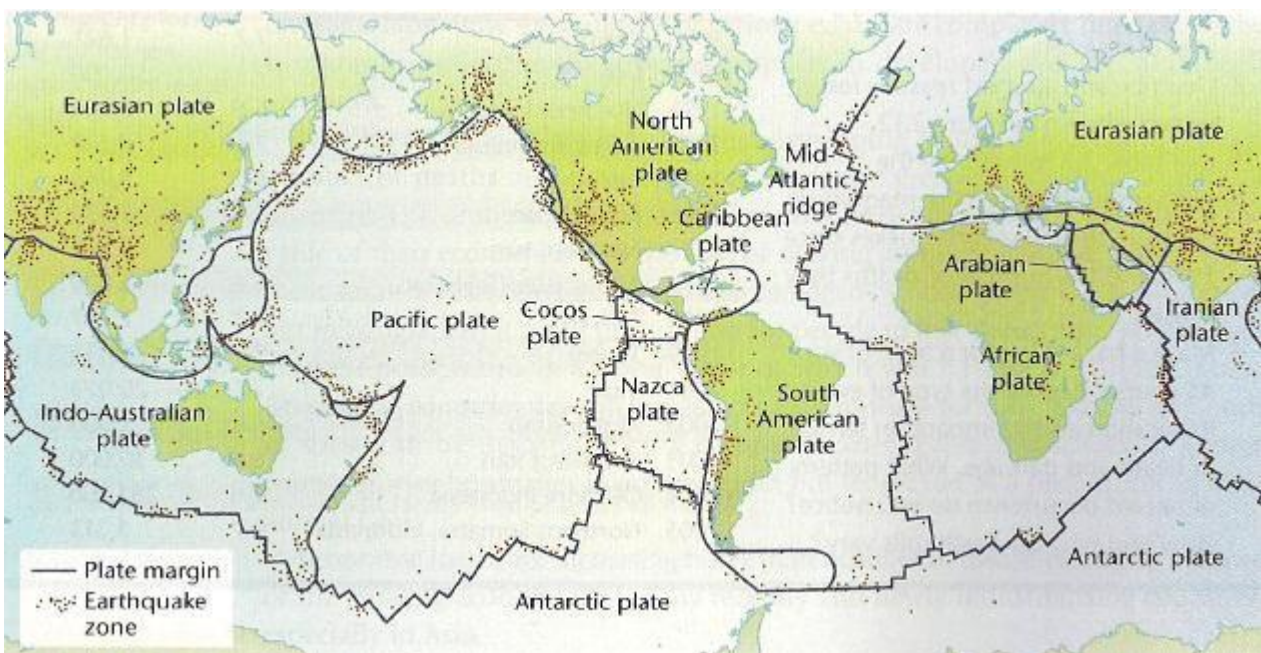 Eurasian plate
North
American
plate
Mid-
Atlantic
ridge
Eurasian plate
Caribbean
plate
Arabian
plate
Iranian
plate
Pacific plate
Cocos
plate
African
plate
Nazca
plate
South
American
plate
Indo-Australian
plate
Antarctic plate
Antarctic plate
Plate margin
Earthquake
zone